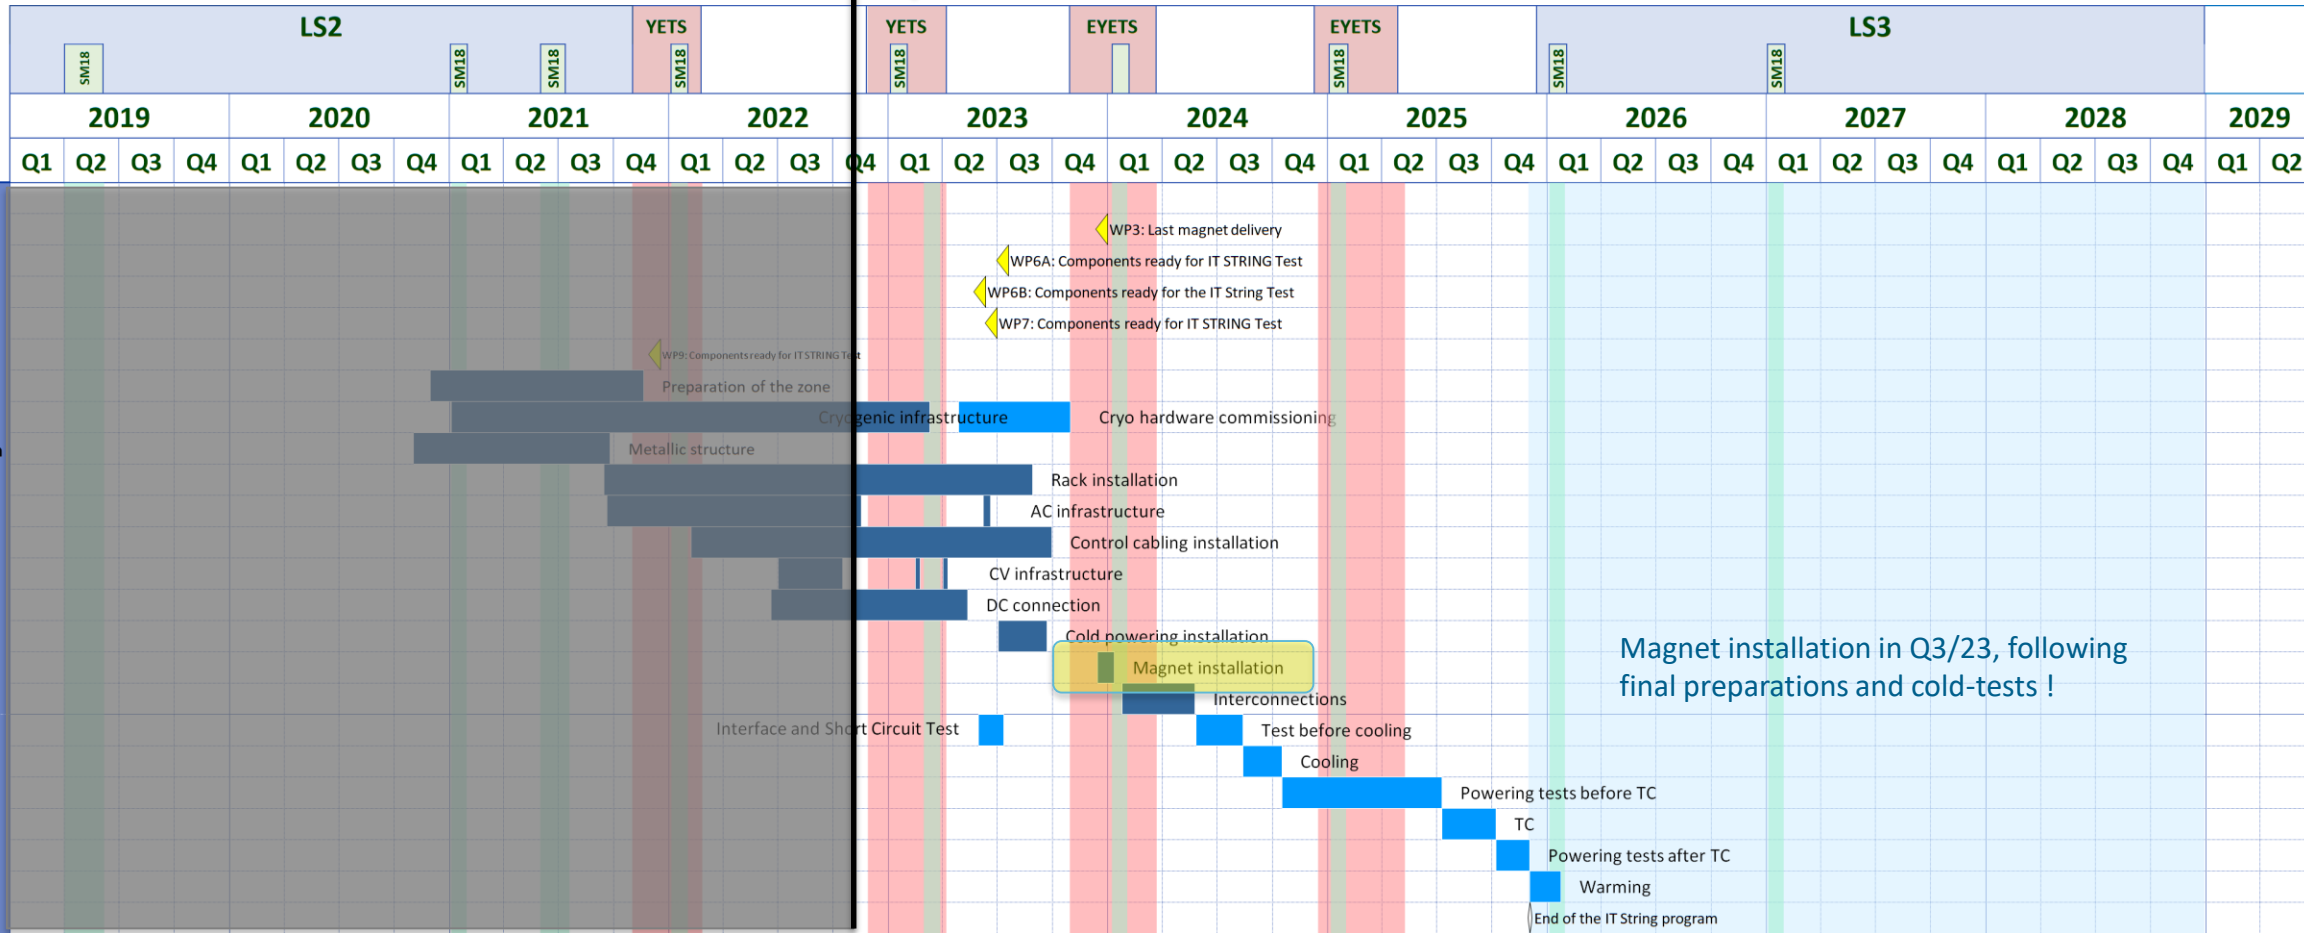 LS2 YETS YETS EYETS EYETS LS3
SM18 SM18 SM18 SM18 SM18 SM18 SM18 SM18
2019 2020 2021 2022 2023 2024 2025 2026 2027 2028 2029
Q1 Q2 Q3 Q4 Q1 Q2 Q3 Q4 Q1 Q2 Q3 Q4 Q1 Q2 Q3 Q4 Q1 Q2 Q3 Q4 Q1 Q2 Q3 Q4 Q1 Q2 Q3 Q4 Q1 Q2 Q3 Q4 Q1 Q2 Q3 Q4 Q1 Q2 Q3 Q4 Q1 Q2
WP3: Last magnet delivery
WP6A: Components ready for IT STRING Test
WP6B: Components ready for the IT String Test
WP7: Components ready for IT STRING Test
WP9: Components ready for IT STRING Test
Preparation of the zone
Cryogenic infrastructure Cryo hardware commissioning
Metallic structure
Rack installation
AC infrastructure
Control cabling installation
CV infrastructure
DC connection
Cold powering installation
Magnet installation
Interconnections
Interface and Short Circuit Test Test before cooling
Cooling
Powering tests before TC
TC
Powering tests after TC
Warming
End of the IT String program
Magnet installation in Q3/23, following
final preparations and cold-tests !